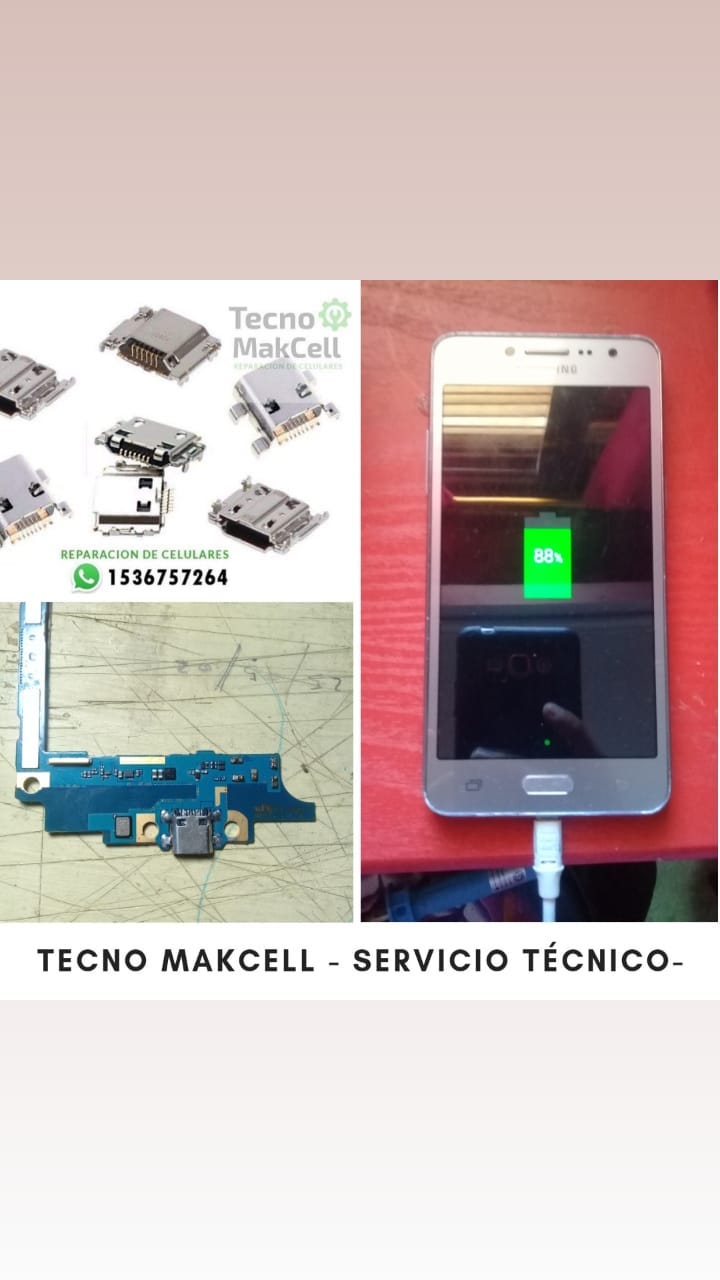 Tecno
MakCell
REPARACION DE CELULARES
REPARACION DE CELULARES
1536757264
88%
TECNO MAKCELL - SERVICIO TÉCNICO-